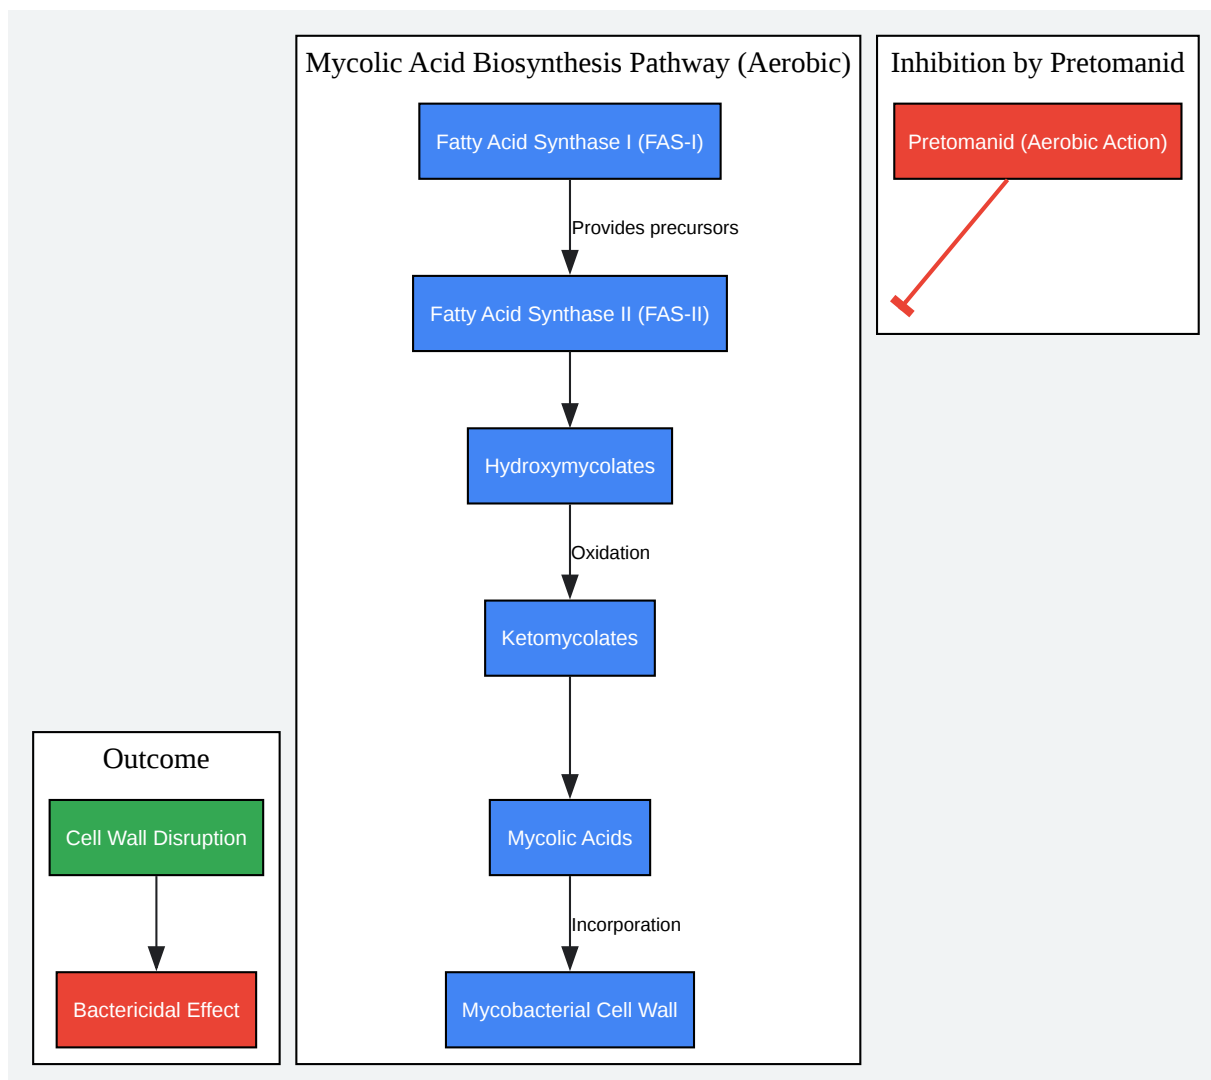 Mycolic Acid Biosynthesis Pathway (Aerobic)
Fatty Acid Synthase I (FAS-I)
Provides precursors
Fatty Acid Synthase II (FAS-II)
Hydroxymycolates
Oxidation
Ketomycolates
Mycolic Acids
Incorporation
Mycobacterial Cell Wall
Inhibition by Pretomanid
Pretomanid (Aerobic Action)
Outcome
Cell Wall Disruption
Bactericidal Effect